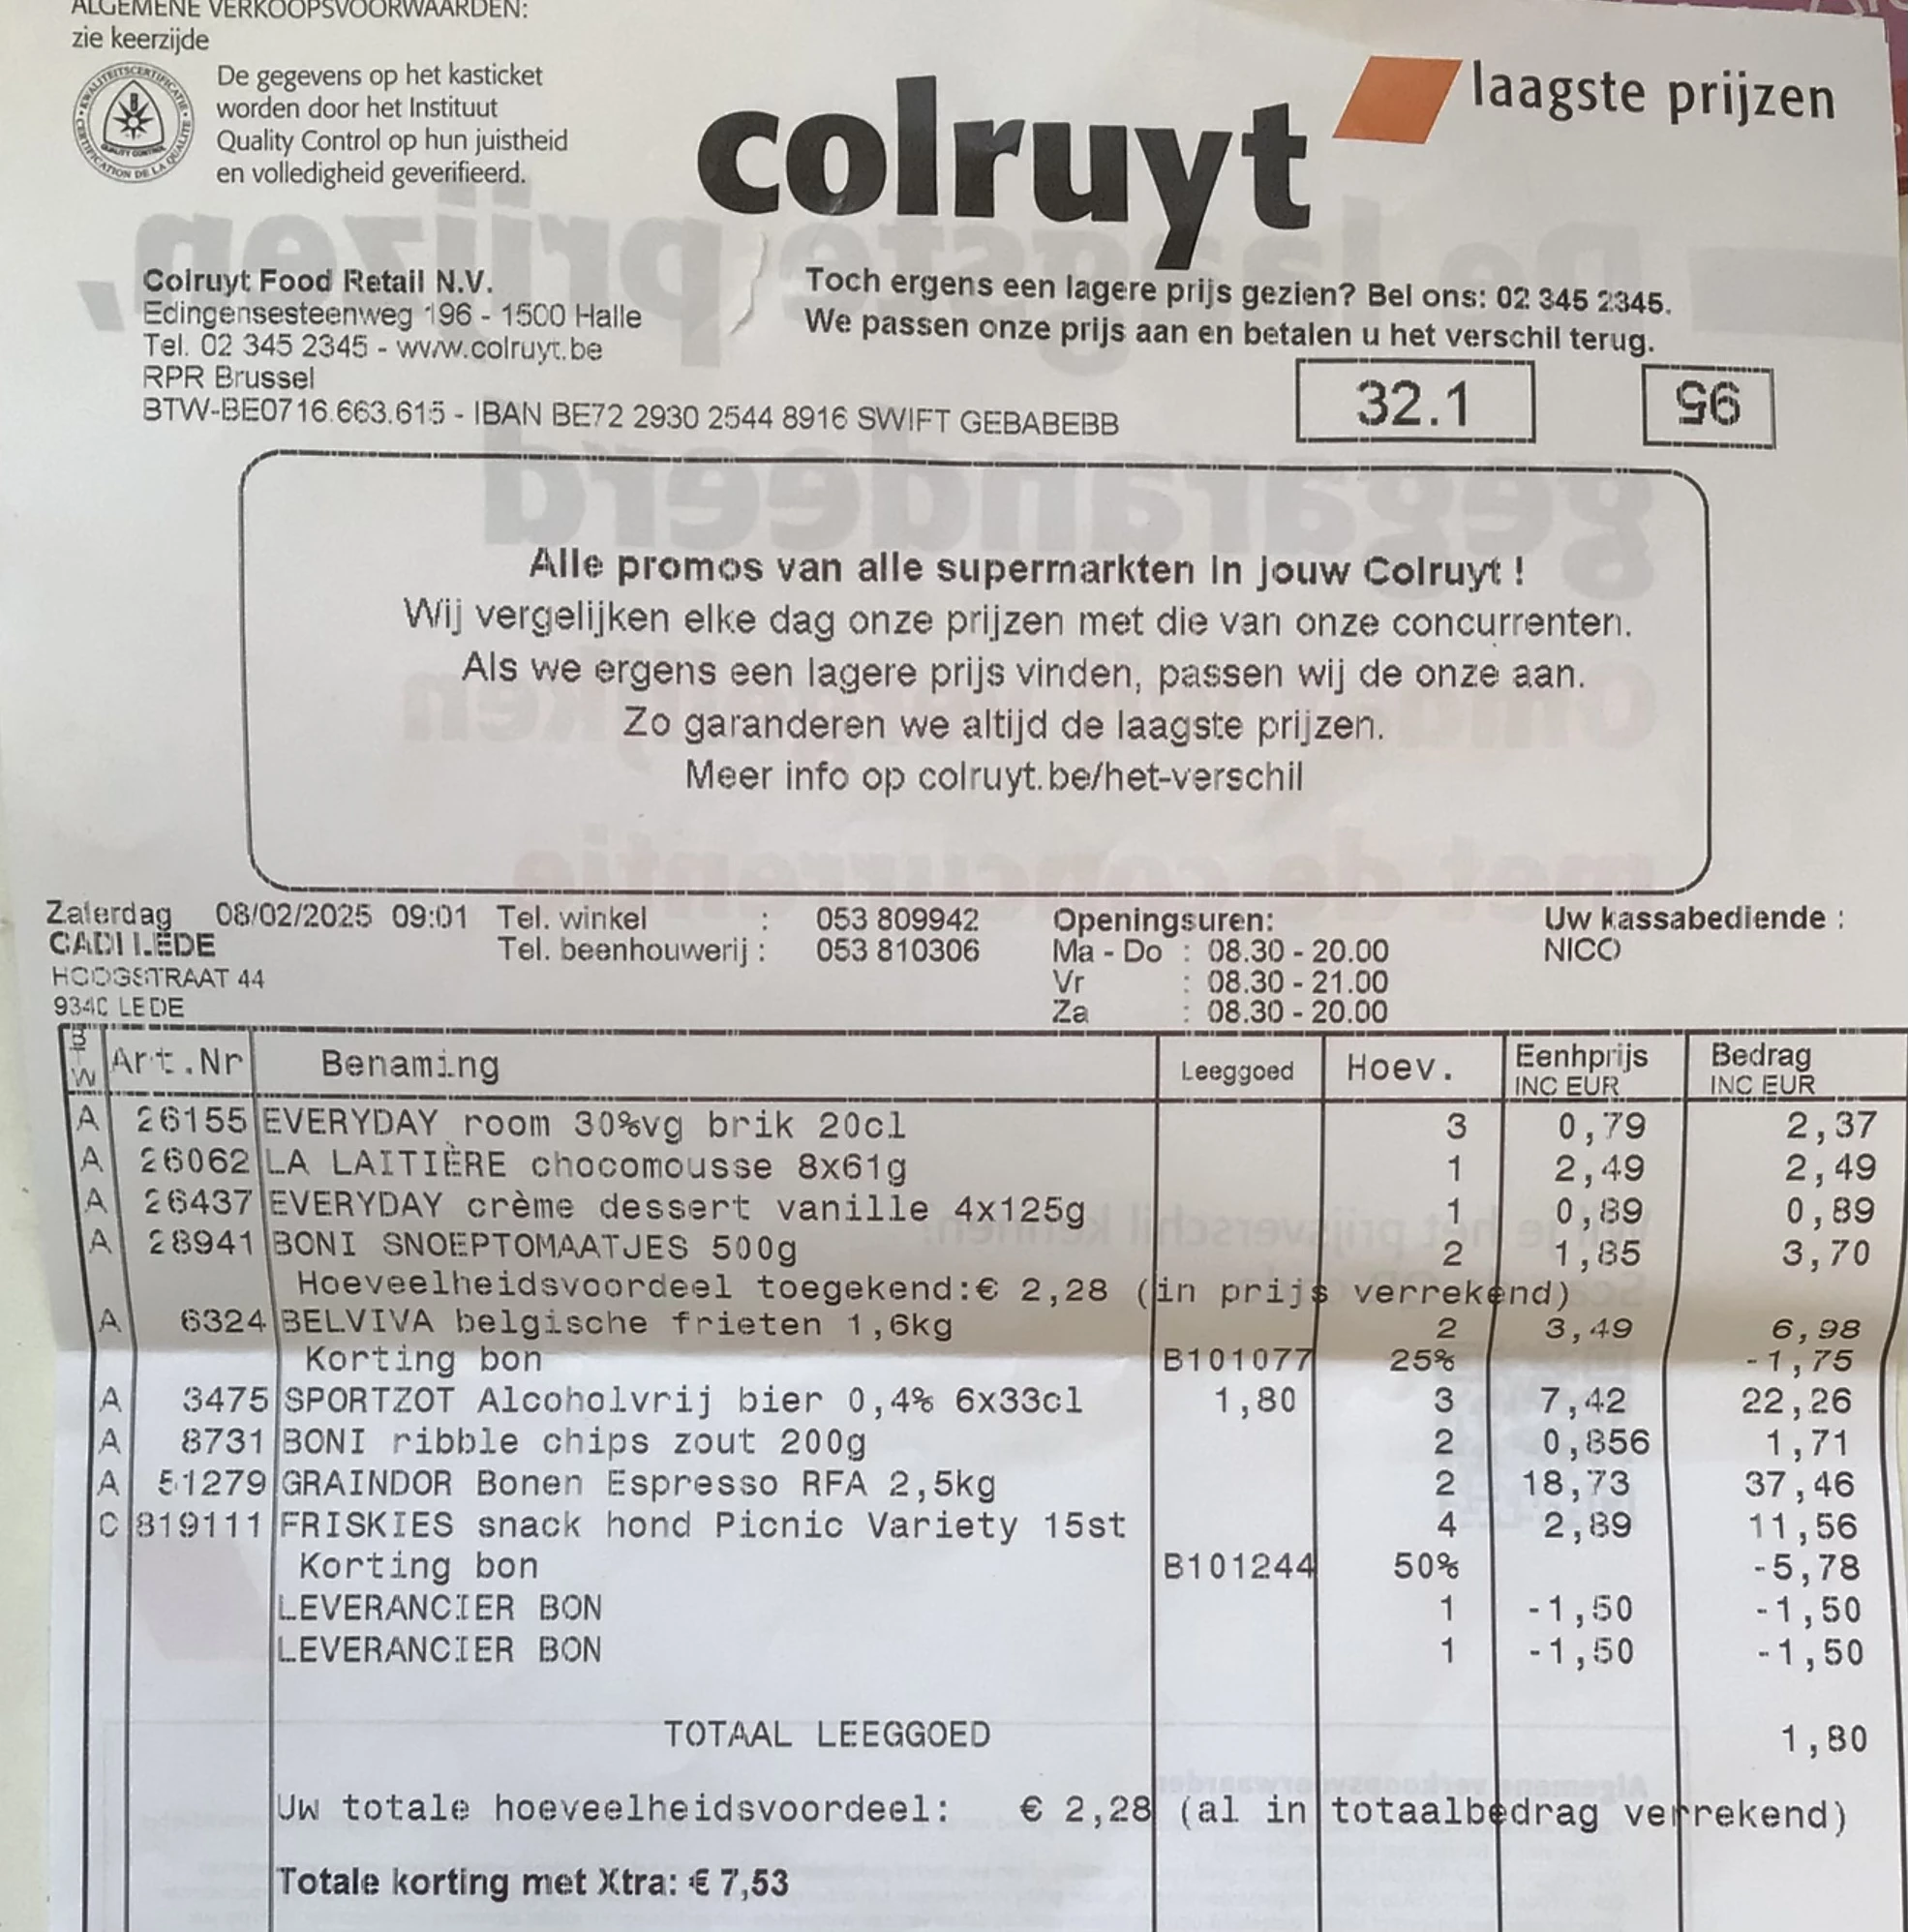 ALGEMENE VERKOOPSVOORWAARDEN:
zie keerzijde
De gegevens op het kasticket
worden door het Instituut
Quality Control op hun juistheid
en volledigheid geverifieerd.
KWALITEITSCERTIFICATIE
QUALITY CONTROL
CERTIFICATION DE LA QUALITE
colruyt laagste prijzen
Colruyt Food Retail N.V.
Edingensesteenweg 196 - 1500 Halle
Tel. 02 345 2345 - www.colruyt.be
RPR Brussel
BTW-BE0716.663.615 - IBAN BE72 2930 2544 8916 SWIFT GEBABEBB
Toch ergens een lagere prijs gezien? Bel ons: 02 345 2345.
We passen onze prijs aan en betalen u het verschil terug.
32.1
Alle promos van alle supermarkten in jouw Colruyt !
Wij vergelijken elke dag onze prijzen met die van onze concurrenten.
Als we ergens een lagere prijs vinden, passen wij de onze aan.
Zo garanderen we altijd de laagste prijzen.
Meer info op colruyt.be/het-verschil
Zaterdag 08/02/2025 09:01 Tel. winkel : 053 809942 Openingsuren: Uw kassabediende :
CADI LEDE Tel. beenhouwerij : 053 810306 Ma - Do : 08.30 - 20.00 NICO
HOOGSTRAAT 44 Vr : 08.30 - 21.00
9340 LEDE Za : 08.30 - 20.00
BTW Art.Nr Benaming Leeggoed Hoev. Eenhprijs INC EUR Bedrag INC EUR
A 26155 EVERYDAY room 30%vg brik 20cl 3 0,79 2,37
A 26062 LA LAITIÈRE chocomousse 8x61g 1 2,49 2,49
A 26437 EVERYDAY crème dessert vanille 4x125g 1 0,89 0,89
A 28941 BONI SNOEPTOMAATJES 500g 2 1,85 3,70
Hoeveelheidsvoordeel toegekend:€ 2,28 (in prijs verrekend)
A 6324 BELVIVA belgische frieten 1,6kg 2 3,49 6,98
Korting bon B101077 25% -1,75
A 3475 SPORTZOT Alcoholvrij bier 0,4% 6x33cl 1,80 3 7,42 22,26
A 8731 BONI ribble chips zout 200g 2 0,856 1,71
A 51279 GRAINDOR Bonen Espresso RFA 2,5kg 2 18,73 37,46
C 819111 FRISKIES snack hond Picnic Variety 15st 4 2,89 11,56
Korting bon B101244 50% -5,78
LEVERANCIER BON 1 -1,50 -1,50
LEVERANCIER BON 1 -1,50 -1,50
TOTAAL LEEGGOED 1,80
Uw totale hoeveelheidsvoordeel: € 2,28 (al in totaalbedrag verrekend)
Totale korting met Xtra: € 7,53